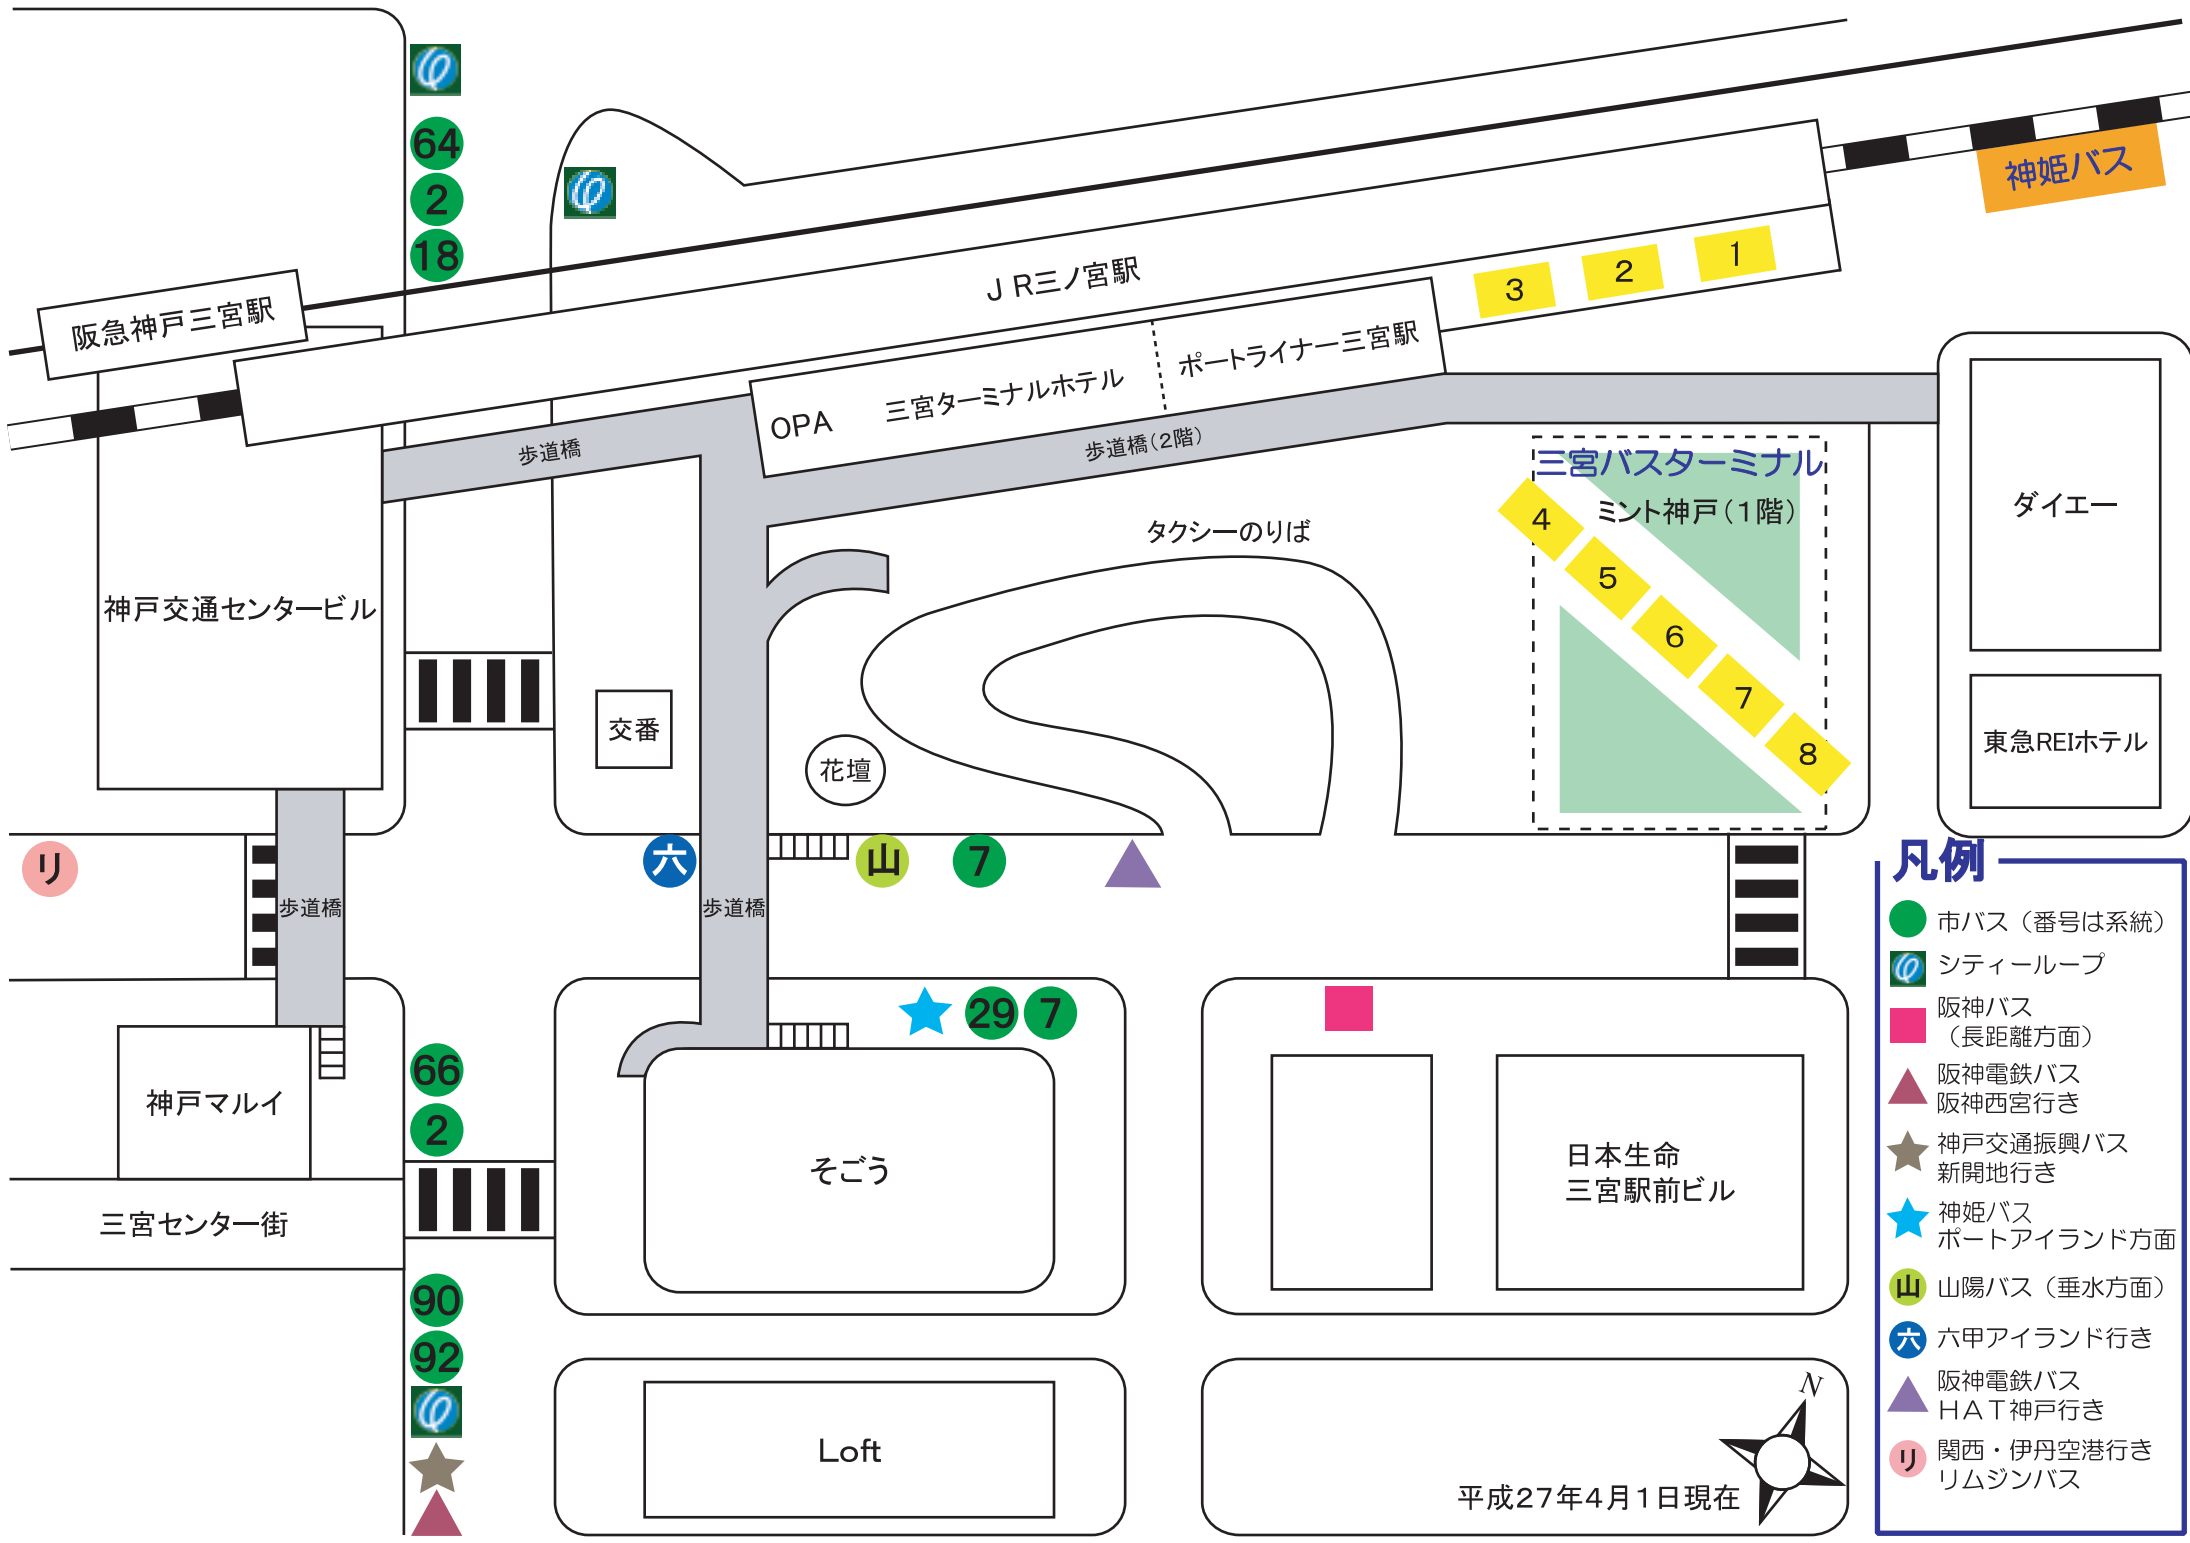 64
2
18
神姫バス
阪急神戸三宮駅
ＪR三ノ宮駅
3
2
1
OPA
三宮ターミナルホテル
ポートライナー三宮駅
歩道橋
歩道橋(2階)
三宮バスターミナル
ミント神戸(1階)
タクシーのりば
4
5
6
7
8
ダイエー
東急REIホテル
神戸交通センタービル
交番
花壇
リ
六
山
7
歩道橋
歩道橋
29
7
66
2
神戸マルイ
三宮センター街
そごう
日本生命
三宮駅前ビル
90
92
Loft
N
平成27年4月1日現在
凡例
市バス（番号は系統）
シティーループ
阪神バス
（長距離方面）
阪神電鉄バス
阪神西宮行き
神戸交通振興バス
新開地行き
神姫バス
ポートアイランド方面
山 山陽バス（垂水方面）
六 六甲アイランド行き
阪神電鉄バス
ＨＡＴ神戸行き
リ 関西・伊丹空港行き
リムジンバス